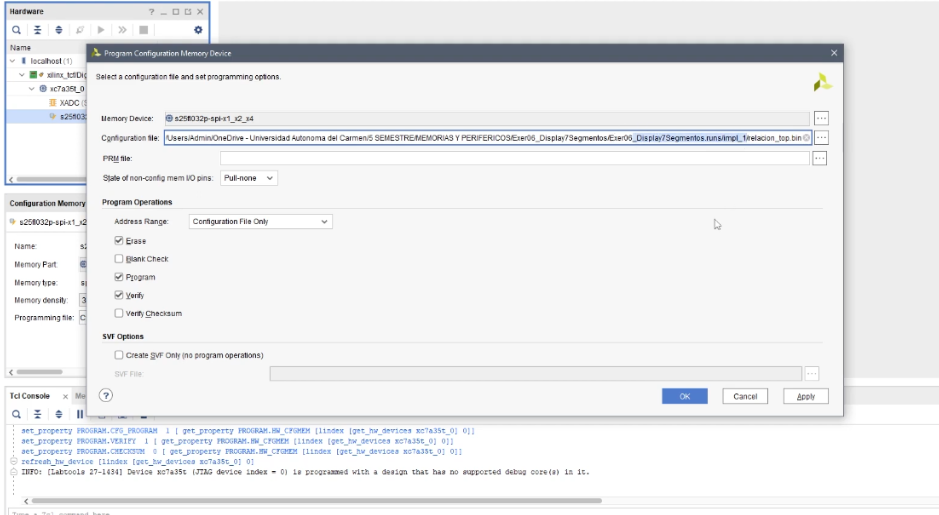 Hardware
Name
localhost (1)
xilinx_tcf/Dig
xc7a35t_0
XADC (S
s25fl032
Program Configuration Memory Device
Select a configuration file and set programming options.
Memory Device: s25fl032p-spi-x1_x2_x4
Configuration file: /Users/Admin/OneDrive - Universidad Autonoma del Carmen/5 SEMESTRE/MEMORIAS Y PERIFERICOS/Exer06_Display7Segmentos/Exer06_Display7Segmentos.runs/impl_1/relacion_top.bin
PRM file:
State of non-config mem I/O pins: Pull-none
Program Operations
Address Range: Configuration File Only
Erase
Blank Check
Program
Verify
Verify Checksum
SVF Options
Create SVF Only (no program operations)
SVF File:
OK Cancel Apply
Configuration Memory
s25fl032p-spi-x1_x2
Name: s2
Memory Part:
Memory type: s
Memory density: 3
Programming file: C
Tcl Console Me
set_property PROGRAM.CFG_PROGRAM 1 [ get_property PROGRAM.HW_CFGMEM [lindex [get_hw_devices xc7a35t_0] 0]]
set_property PROGRAM.VERIFY 1 [ get_property PROGRAM.HW_CFGMEM [lindex [get_hw_devices xc7a35t_0] 0]]
set_property PROGRAM.CHECKSUM 0 [ get_property PROGRAM.HW_CFGMEM [lindex [get_hw_devices xc7a35t_0] 0]]
refresh_hw_device [lindex [get_hw_devices xc7a35t_0] 0]
INFO: [Labtools 27-1434] Device xc7a35t (JTAG device index = 0) is programmed with a design that has no supported debug core(s) in it.
Type a Tcl command here